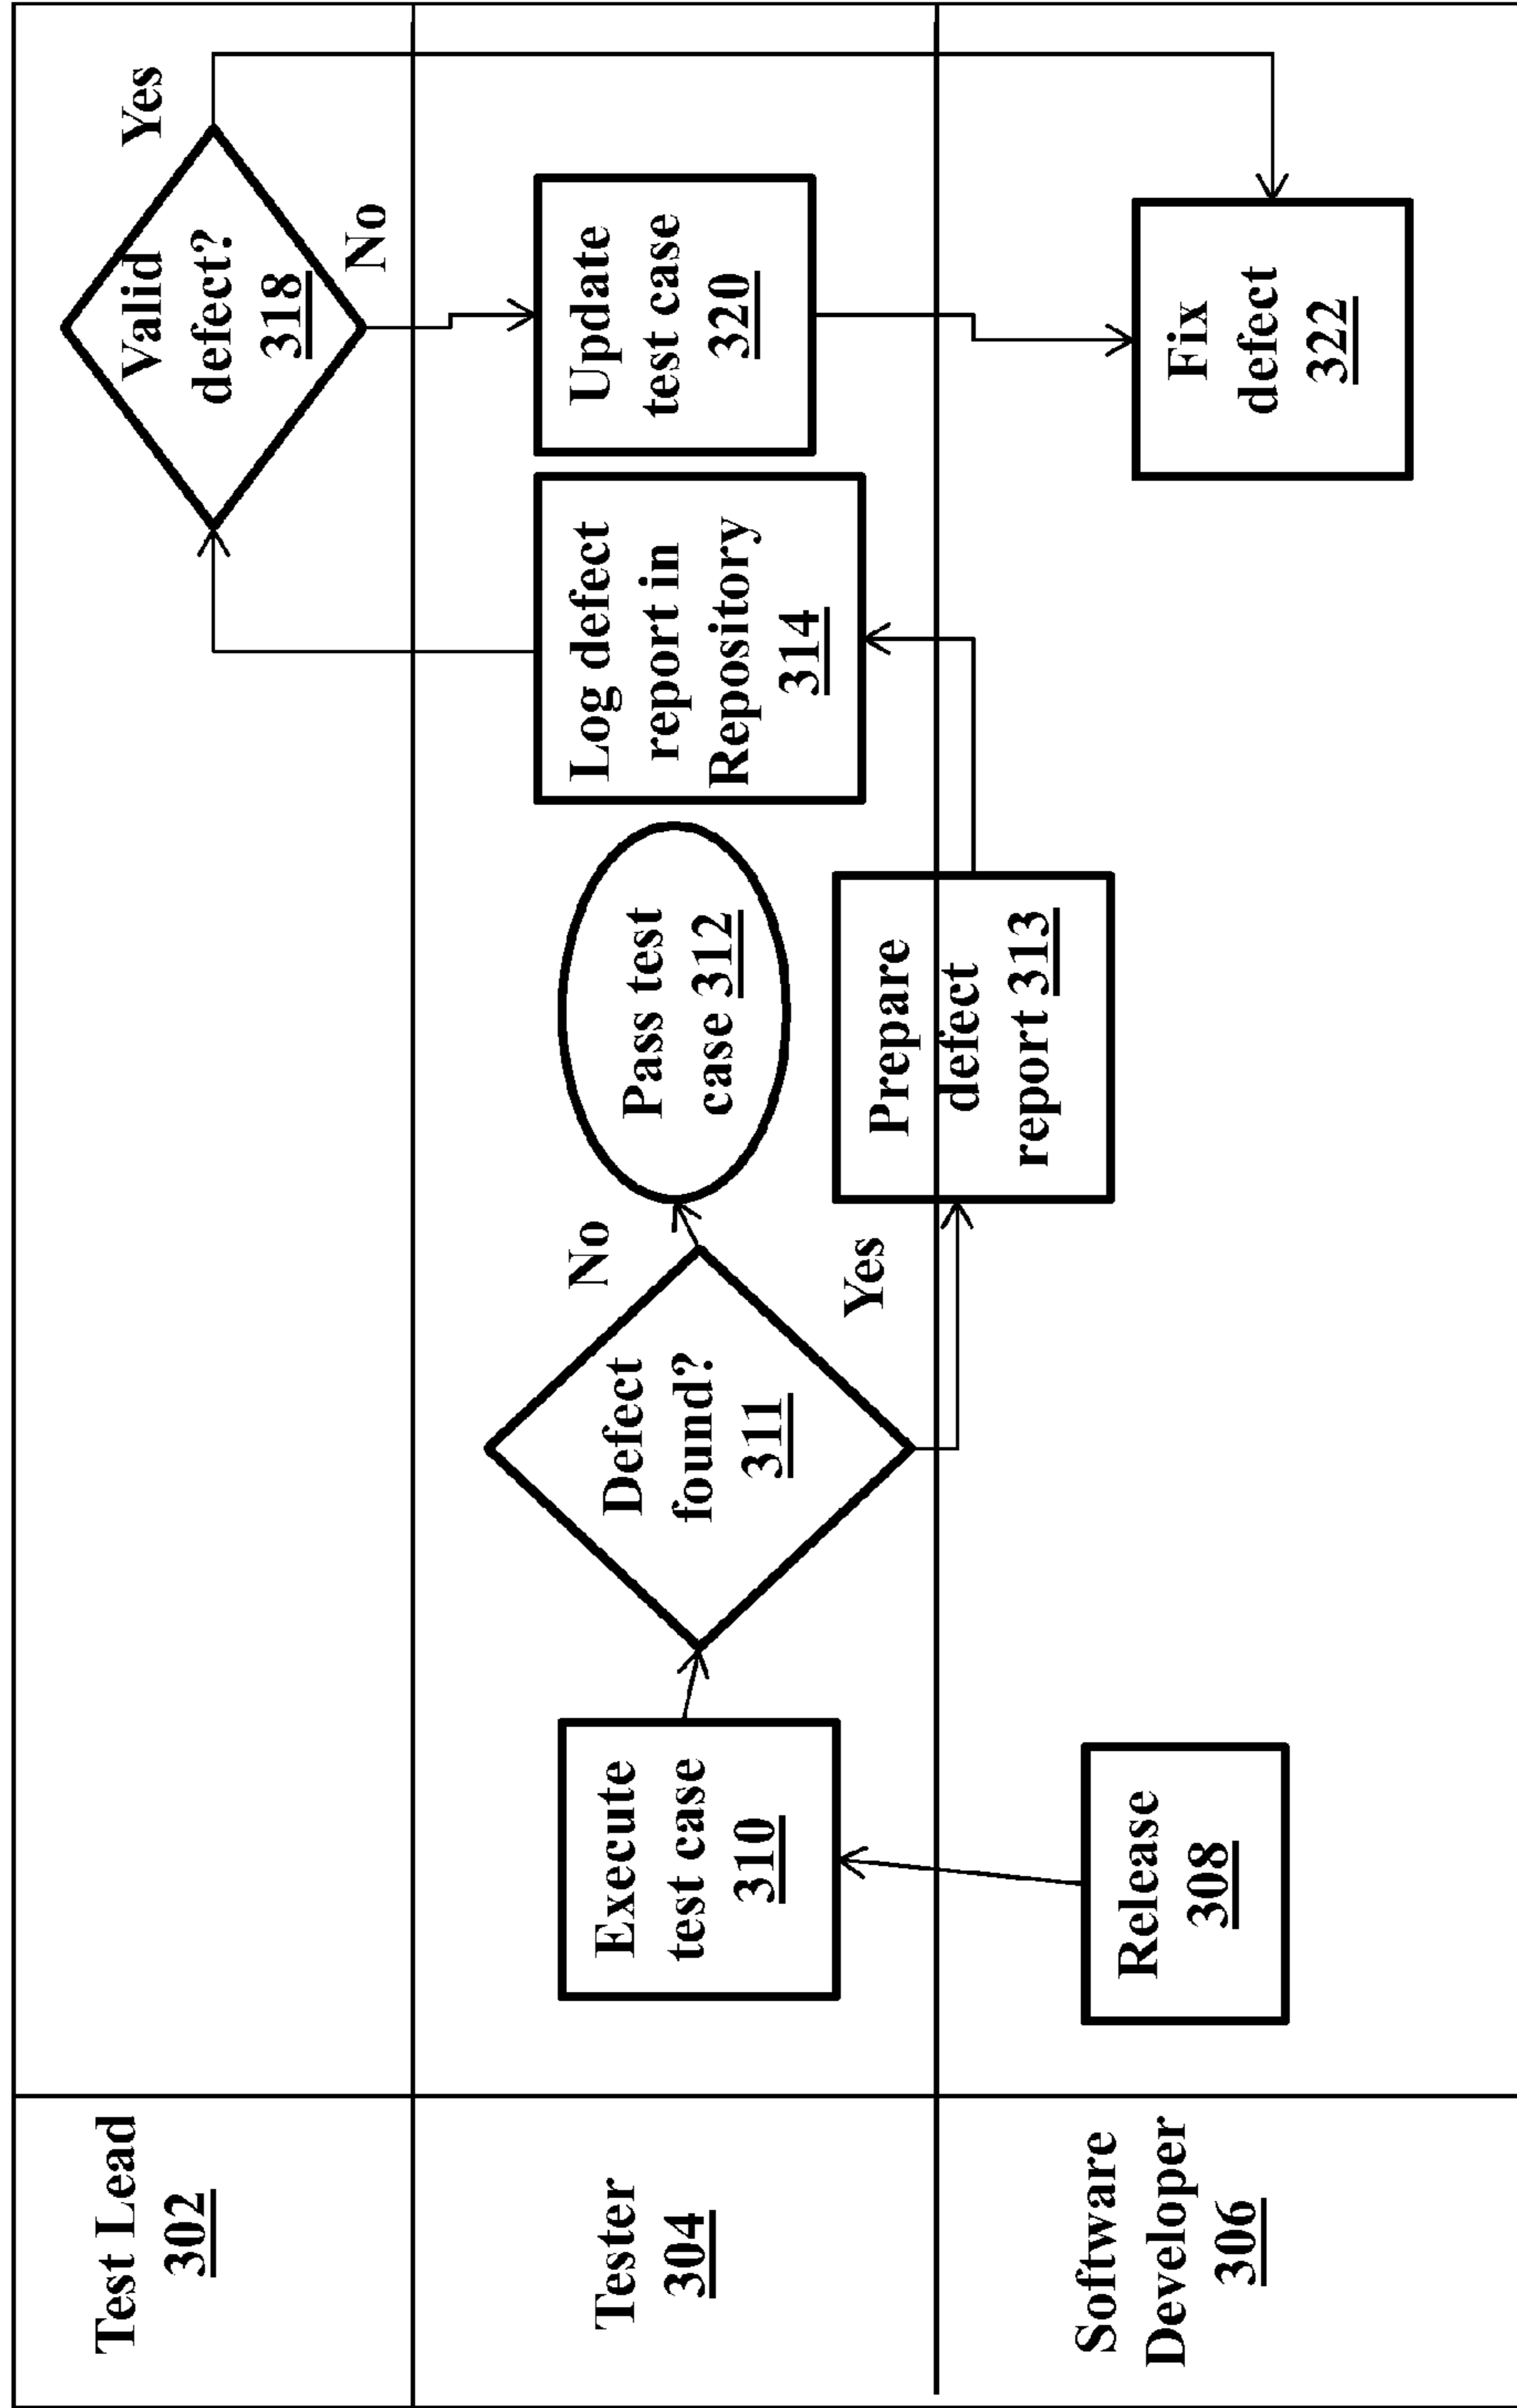 Test Lead
302
Valid
defect?
318
Yes
No
Tester
304
Execute
test case
310
Defect
found?
311
No
Yes
Pass test
case 312
Prepare
defect
report 313
Log defect
report in
Repository
314
Update
test case
320
Software
Developer
306
Release
308
Fix
defect
322